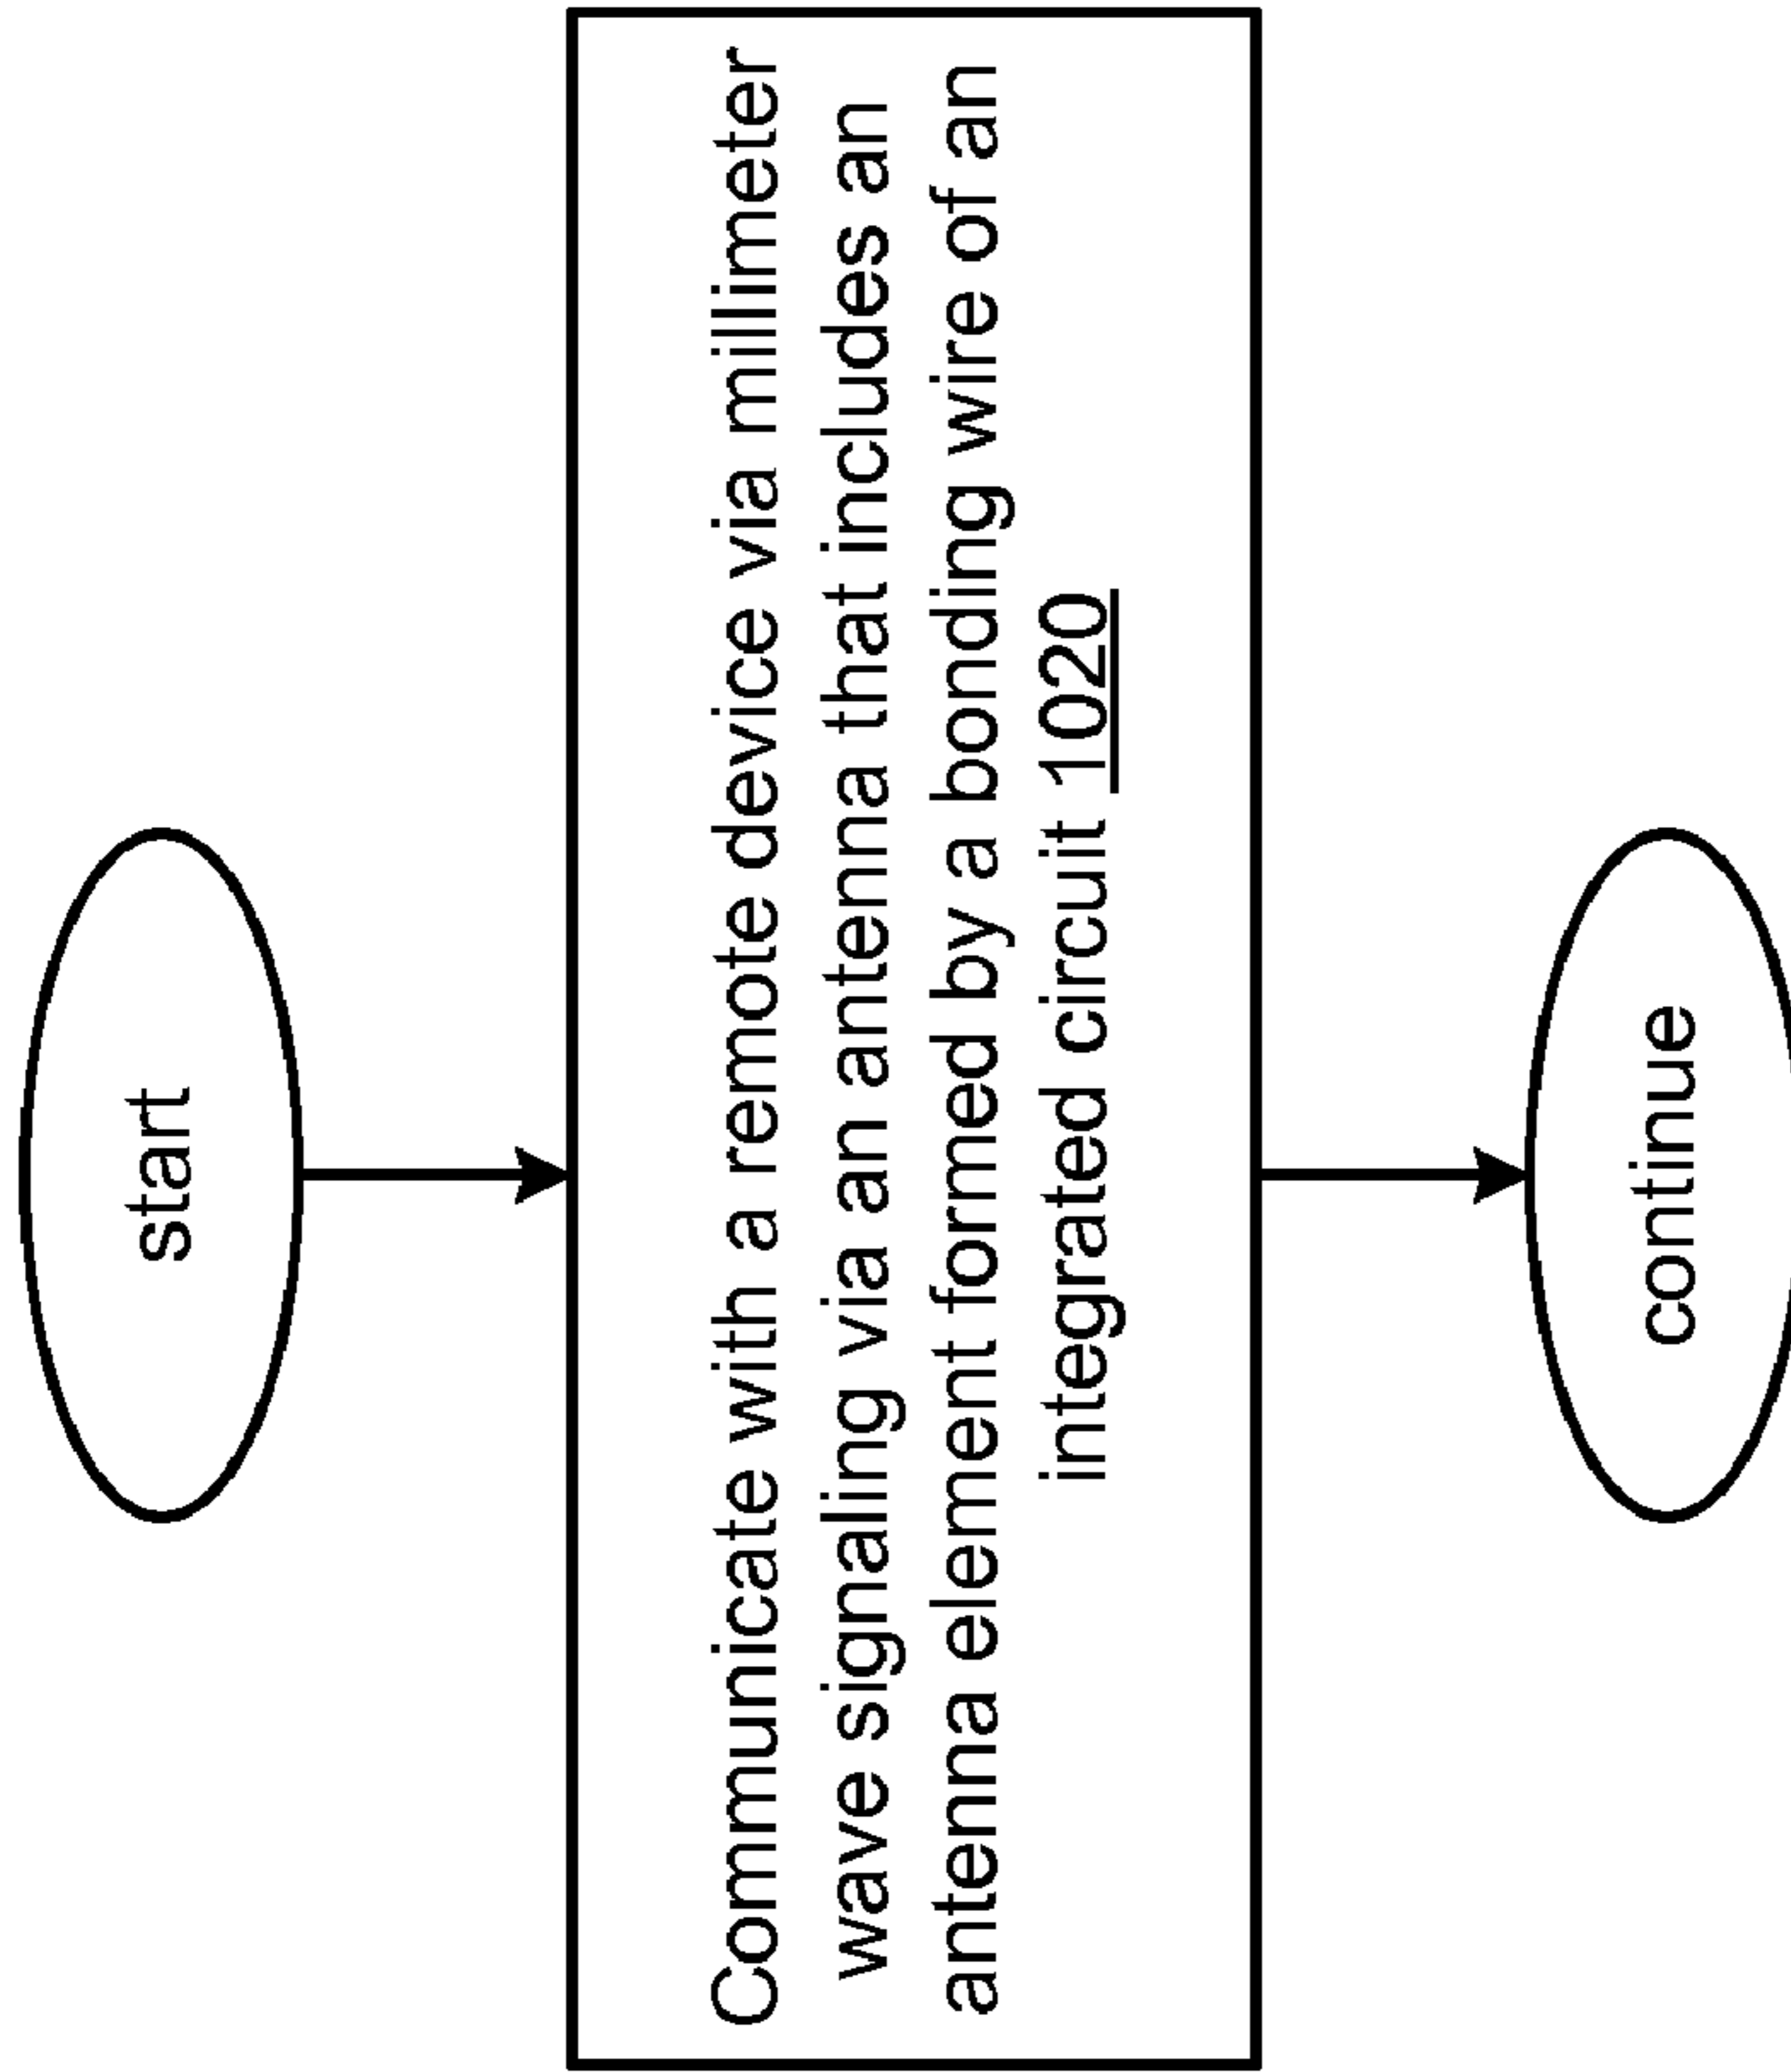 start
Communicate with a remote device via millimeter
wave signaling via an antenna that includes an
antenna element formed by a bonding wire of an
integrated circuit 1020
continue